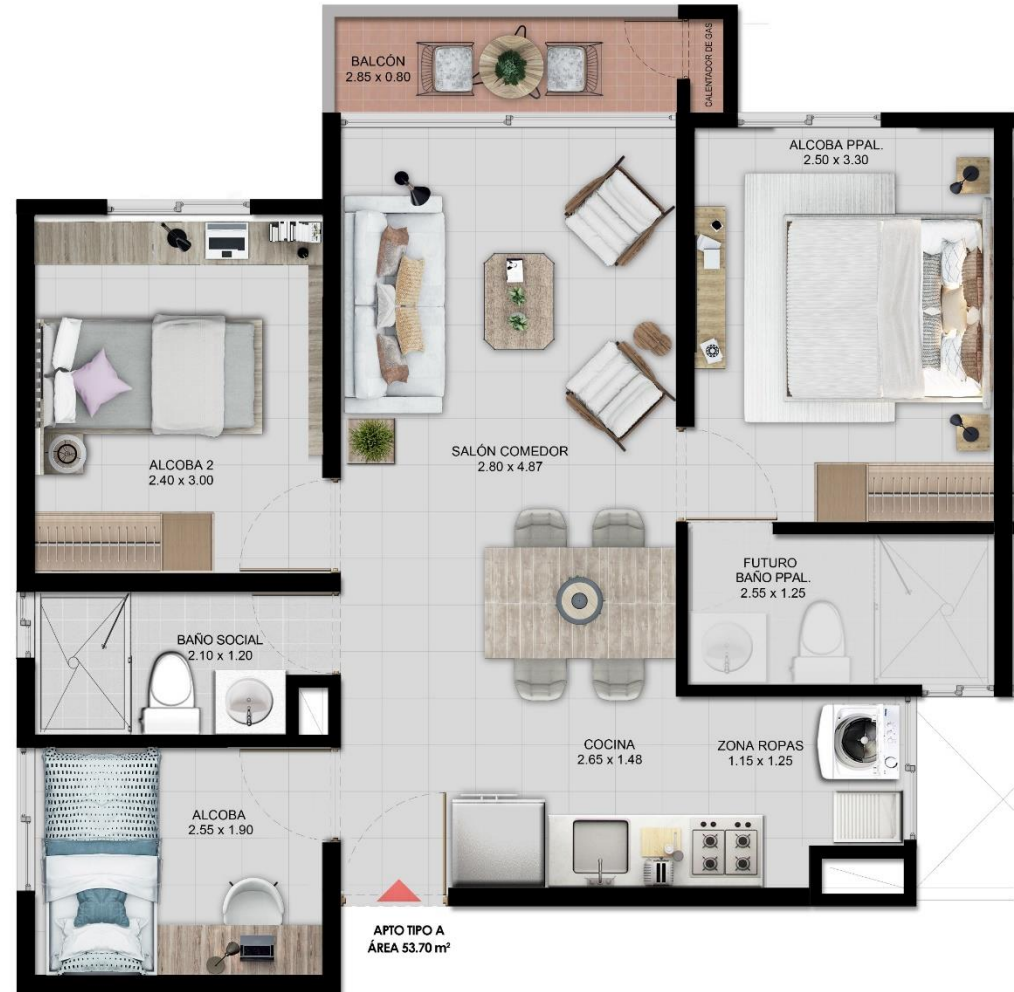 BALCÓN
2.85 x 0.80
CALENTADOR DE GAS
ALCOBA PPAL.
2.50 x 3.30
ALCOBA 2
2.40 x 3.00
SALÓN COMEDOR
2.80 x 4.87
FUTURO
BAÑO PPAL.
2.55 x 1.25
BAÑO SOCIAL
2.10 x 1.20
COCINA
2.65 x 1.48
ZONA ROPAS
1.15 x 1.25
ALCOBA
2.55 x 1.90
APTO TIPO A
ÁREA 53.70 m²